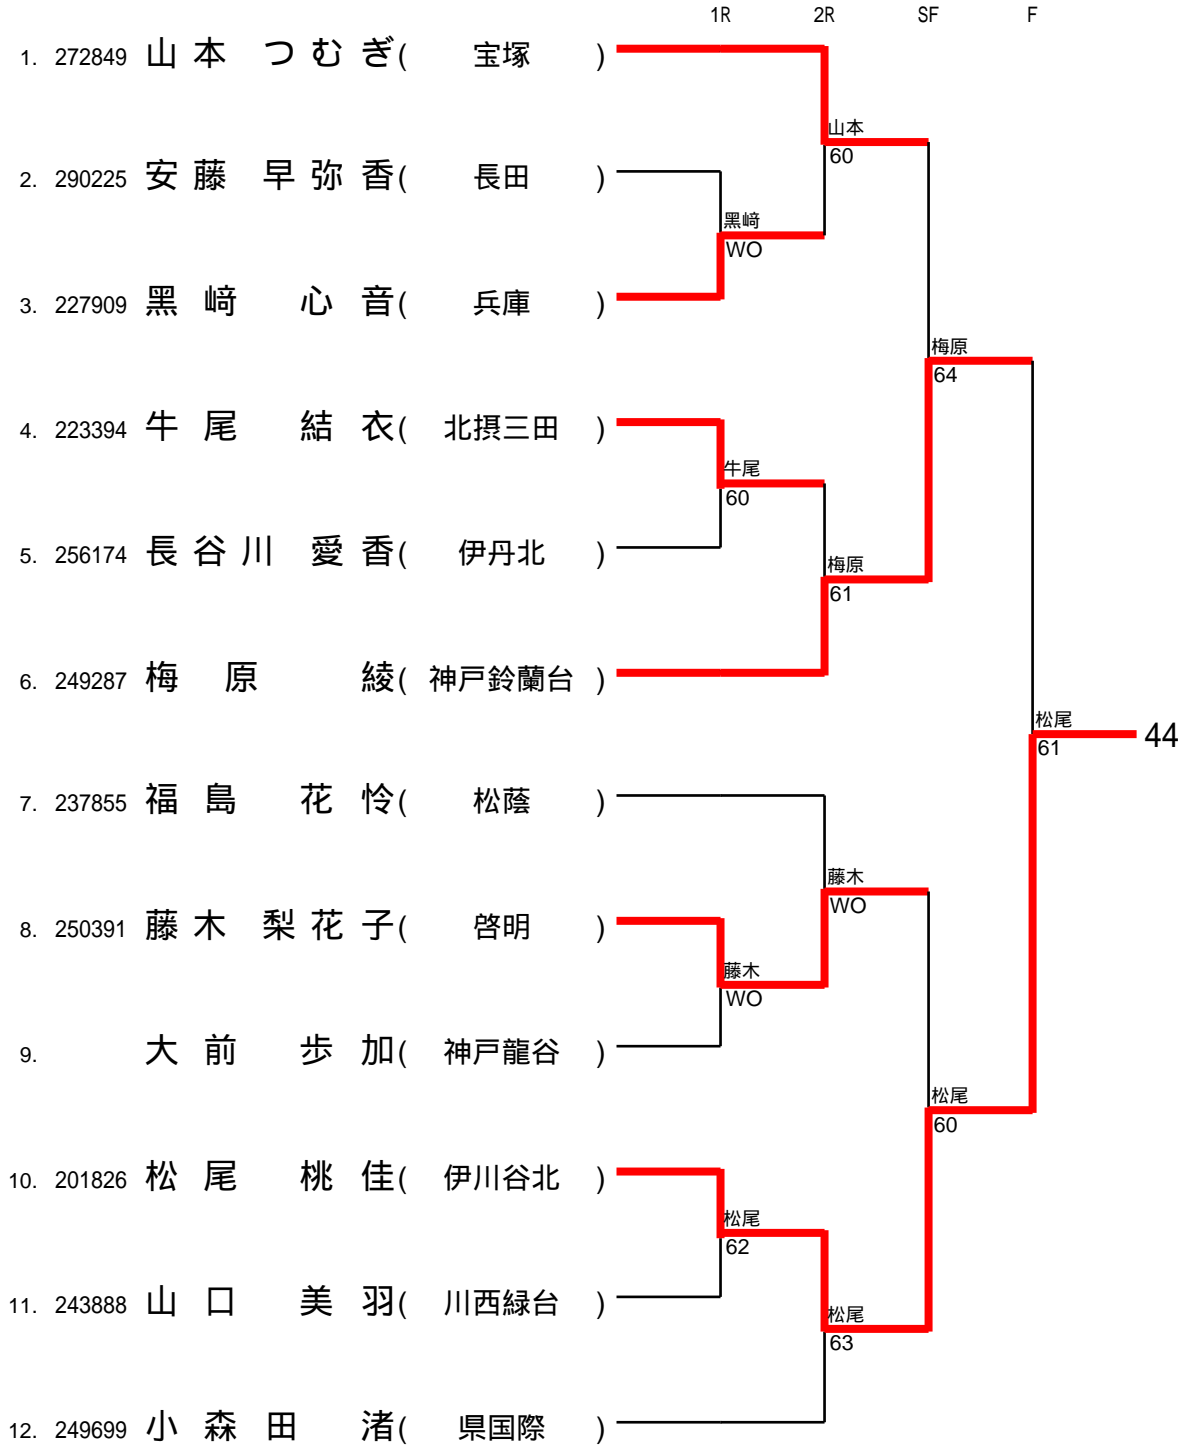 1R 2R SF F
1. 272849 山本 つむぎ( 宝塚 )
山本
60
2. 290225 安藤 早弥香( 長田 )
黒﨑
WO
3. 227909 黒﨑 心音( 兵庫 )
梅原
64
4. 223394 牛尾 結衣( 北摂三田 )
牛尾
60
5. 256174 長谷川 愛香( 伊丹北 )
梅原
61
6. 249287 梅原 綾( 神戸鈴蘭台 )
松尾
61 44
7. 237855 福島 花怜( 松蔭 )
藤木
WO
8. 250391 藤木 梨花子( 啓明 )
藤木
WO
9. 大前 歩加( 神戸龍谷 )
松尾
60
10. 201826 松尾 桃佳( 伊川谷北 )
松尾
62
11. 243888 山口 美羽( 川西緑台 )
松尾
63
12. 249699 小森田 渚( 県国際 )